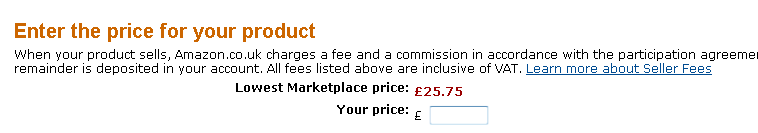 Enter the price for your product
When your product sells, Amazon.co.uk charges a fee and a commission in accordance with the participation
remainder is deposited in your account. All fees listed above are inclusive of VAT. Learn more about Seller Fees
Lowest Marketplace price: £25.75
Your price: £